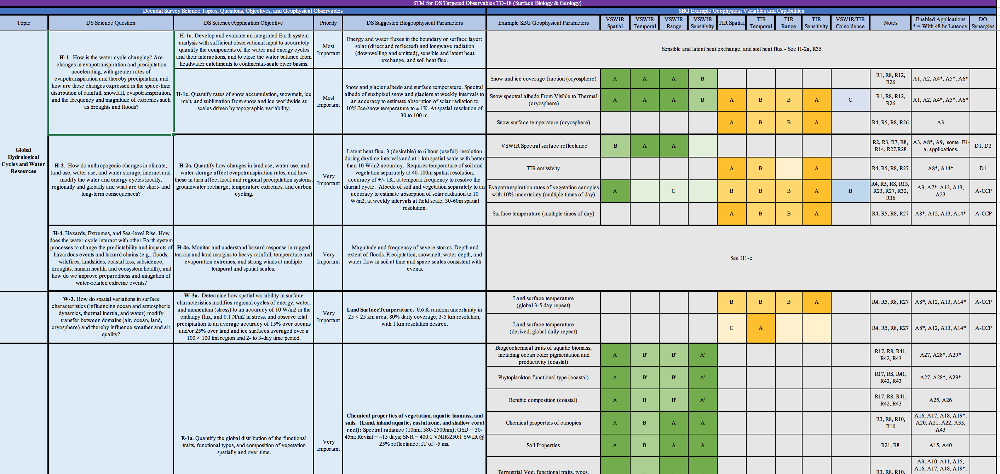 STM for DS Targeted Observables TO-18 (Surface Biology & Geology)
Decadal Survey Science Topics, Questions, Objectives, and Geophysical Observables
SBG Example Geophysical Variables and Capabilities
Topic
DS Science Question
DS Science/Application Objective
Priority
DS Suggested Biogeophysical Parameters
Example SBG Geophysical Parameters
VSWIR
Spatial
VSWIR
Temporal
VSWIR
Range
VSWIR
Sensitivity
TIR Spatial
TIR
Temporal
TIR
Range
TIR
Sensitivity
VSWIR/TIR
Coincidence
Notes
Enabled Applications
* = With 48 hr Latency
DO
Synergies
Global
Hydrological
Cycles and Water
Resources
H-1. How is the water cycle changing? Are
changes in evapotranspiration and precipitation
accelerating, with greater rates of
evapotranspiration and thereby precipitation, and
how are these changes expressed in the space-time
distribution of rainfall, snowfall, evapotranspiration,
and the frequency and magnitude of extremes such
as droughts and floods?
H-1a. Develop and evaluate an integrated Earth system
analysis with sufficient observational input to accurately
quantify the components of the water and energy cycles
and their interactions, and to close the water balance from
headwater catchments to continental-scale river basins.
Most
Important
Energy and water fluxes in the boundary or surface layer:
solar (direct and reflected) and longwave radiation
(downwelling and emitted), sensible and latent heat
exchange, and soil heat flux.
Sensible and latent heat exchange, and soil heat flux - See H-2a, R35
H-1c. Quantify rates of snow accumulation, snowmelt, ice
melt, and sublimation from snow and ice worldwide at
scales driven by topographic variability.
Most
Important
Snow and glacier albedo and surface temperature. Spectral
albedo of suxbpixel snow and glaciers at weekly intervals to
an accuracy to estimate absorption of solar radiation to
10%.Ice/snow temperature to ± 1K. At spatial resolution of
30 to 100 m.
Snow and ice coverage fraction (cryosphere)
A
A
A
B
R1, R8, R12,
R26
A1, A2, A4*, A5*, A6*
Snow spectral albedo From Visible to Thermal
(cryosphere)
A
A
A
B
A
B
B
A
C
R1, R8, R12,
R26
A1, A2, A4*, A5*, A6*
Snow surface temperature (cryosphere)
A
B
B
A
R4, R5, R8, R26
A3
H-2. How do anthropogenic changes in climate,
land use, water use, and water storage, interact and
modify the water and energy cycles locally,
regionally and globally and what are the short- and
long-term consequences?
H-2a. Quantify how changes in land use, water use, and
water storage affect evapotranspiration rates, and how
these in turn affect local and regional precipitation systems,
groundwater recharge, temperature extremes, and carbon
cycling.
Very
Important
Latent heat flux. 3 (desirable) to 6 hour (useful) resolution
during daytime intervals and at 1 km spatial scale with better
than 10 W/m2 accuracy. Requires temperature of soil and
vegetation separately at 40-100m spatial resolution,
accuracy of +/- 1K, at temporal frequency to resolve the
diurnal cycle. Albedo of soil and vegetation separately to an
accuracy to estimate absorption of solar radiation to 10
W/m2, at weekly intervals at field scale, 30-60m spatial
resolution.
VSWIR Spectral surface reflectance
B
A
A
R2, R3, R7, R8,
R14, R27,R28
A3, A8*, A9, some E1-
a. applications.
D1, D2
TIR emissivity
A
B
A
R4, R5, R8, R27
A8*, A14*
D1
Evapotranspiration rates of vegetation canopies
with 10% uncertainty (multiple times of day)
A
C
B
B
B
A
B
R4, R5, R8, R13,
R23, R27, R32,
R36
A3, A7*, A12, A13,
A23
A-CCP
Surface temperature (multiple times of day)
A
B
B
A
R4, R5, R8, R27
A8*, A12, A13, A14*
A-CCP
H-4. Hazards, Extremes, and Sea-level Rise. How
does the water cycle interact with other Earth system
processes to change the predictability and impacts of
hazardous events and hazard chains (e.g., floods,
wildfires, landslides, coastal loss, subsidence,
droughts, human health, and ecosystem health), and
how do we improve preparedness and mitigation of
water-related extreme events?
H-4a. Monitor and understand hazard response in rugged
terrain and land margins to heavy rainfall, temperature and
evaporation extremes, and strong winds at multiple
temporal and spatial scales.
Very
Important
Magnitude and frequency of severe storms. Depth and
extent of floods. Precipitation, snowmelt, water depth, and
water flow in soil at time and space scales consistent with
events.
See H1-c
W-3. How do spatial variations in surface
characteristics (influencing ocean and atmospheric
dynamics, thermal inertia, and water) modify
transfer between domains (air, ocean, land,
cryosphere) and thereby influence weather and air
quality?
W-3a. Determine how spatial variability in surface
characteristics modifies regional cycles of energy, water,
and momentum (stress) to an accuracy of 10 W/m2 in the
enthalpy flux, and 0.1 N/m2 in stress, and observe total
precipitation to an average accuracy of 15% over oceans
and/or 25% over land and ice surfaces averaged over a
100 × 100 km region and 2- to 3-day time period.
Very
Important
Land SurfaceTemperature. 0.6 K random uncertainty in
25 × 25 km area, 80% daily coverage, 3-5 km resolution,
with 1 km resolution desired.
Land surface temperature
(global 3-5 day repeat)
B
B
B
A
R4, R5, R8, R27
A8*, A12, A13, A14*
A-CCP
Land surface temperature
(derived, global daily repeat)
C
A
R4, R5, R8, R27
A8*, A12, A13, A14*
A-CCP
E-1a. Quantify the global distribution of the functional
traits, functional types, and composition of vegetation
spatially and over time.
Very
Important
Chemical properties of vegetation, aquatic biomass, and
soils. (Land, inland aquatic, costal zone, and shallow coral
reef): Spectral radiance (10nm; 380-2500nm); GSD = 30-
45m; Revisit = ~15 days; SNR = 400:1 VNIR/250:1 SWIR @
25% reflectance; IT of ~5 ms.
Biogeochemical traits of aquatic biomass,
including ocean color pigmentation and
productivity (coastal)
A
B'
B'
A'
R17, R8, R41,
R42, R43
A27, A28*, A29*
Phytoplankton functional type (coastal)
A
B'
B'
A'
R17, R8, R41,
R42, R43
A27, A28*, A29*
Benthic composition (coastal)
A
B
B'
A'
R17, R8, R41,
R42, R43
A25, A26
Chemical properties of canopies
A
B
A
A
R3, R8, R10,
R16
A16, A17, A18, A19*,
A20, A21, A22, A33,
A43
Soil Properties
A
B
A
A
R21, R8
A15, A40
Terrestrial Veg. functional traits, types,
R3, R8, R10,
A9, A10, A11, A15,
A16, A17, A18, A19*,